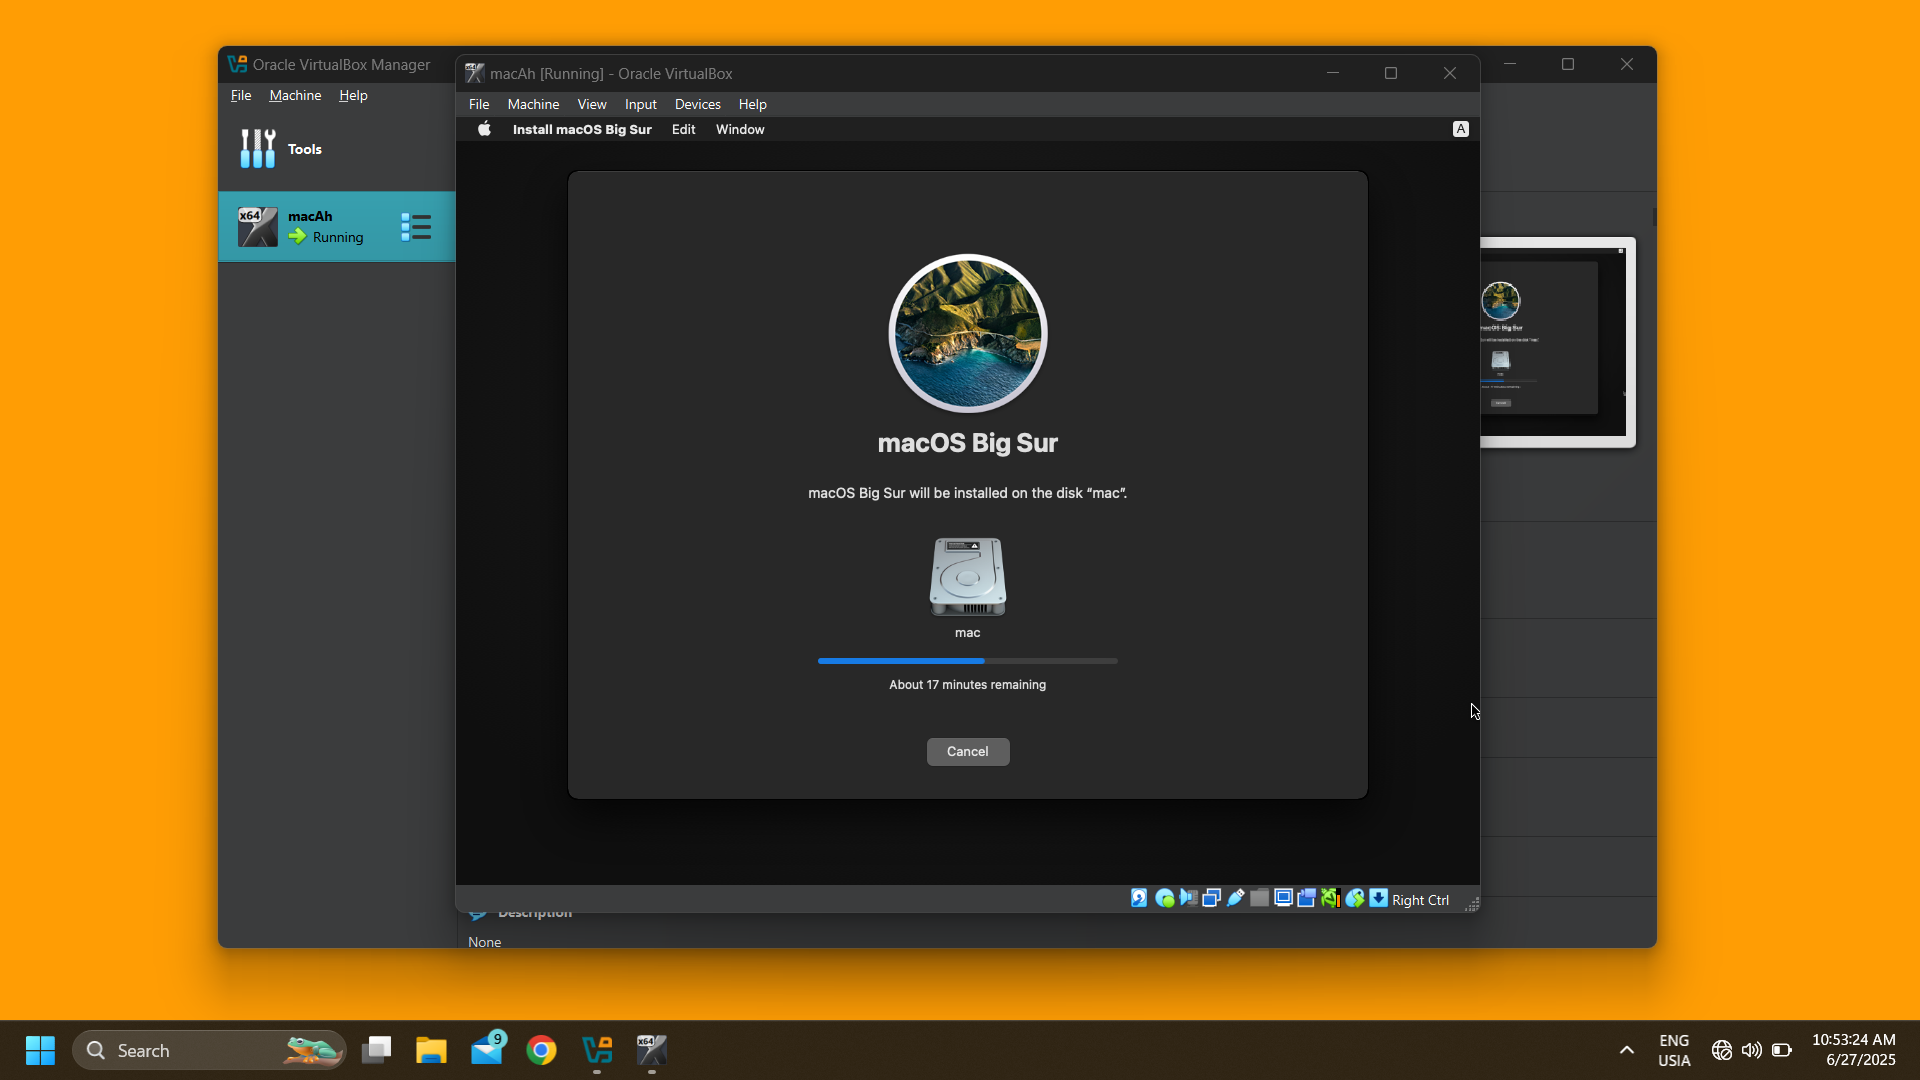 Oracle VirtualBox Manager
File Machine Help
Tools
x64
macAh
Running
x64
macAh [Running] - Oracle VirtualBox
File Machine View Input Devices Help
Install macOS Big Sur Edit Window
A
macOS Big Sur
macOS Big Sur will be installed on the disk “mac”.
mac
About 17 minutes remaining
Cancel
Right Ctrl
Description
None
Search
9
x64
ENG
USIA
10:53:24 AM
6/27/2025